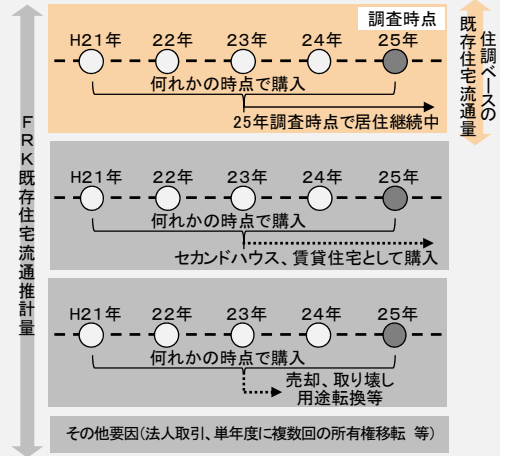 調査時点
H21年 22年 23年 24年 25年
何れかの時点で購入
25年調査時点で居住継続中
住調ベースの
既存住宅流通量
FRK既存住宅流通推計量
H21年 22年 23年 24年 25年
何れかの時点で購入
セカンドハウス、賃貸住宅として購入
H21年 22年 23年 24年 25年
何れかの時点で購入
売却、取り壊し
用途転換等
その他要因(法人取引、単年度に複数回の所有権移転 等)